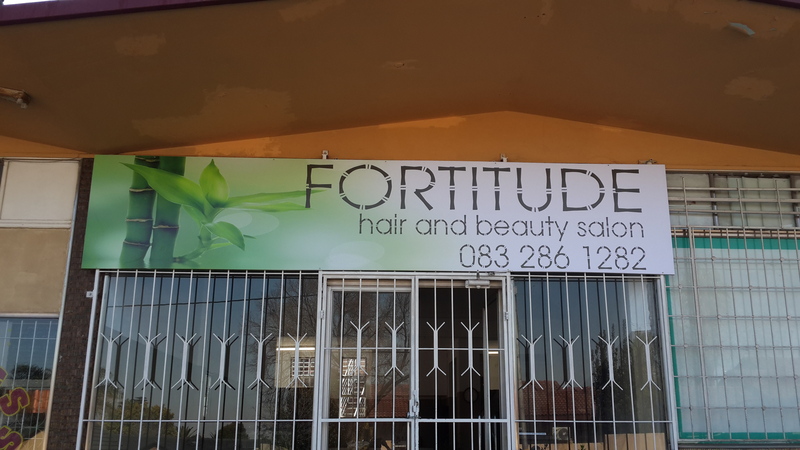 FORTITUDE
hair and beauty salon
083 286 1282